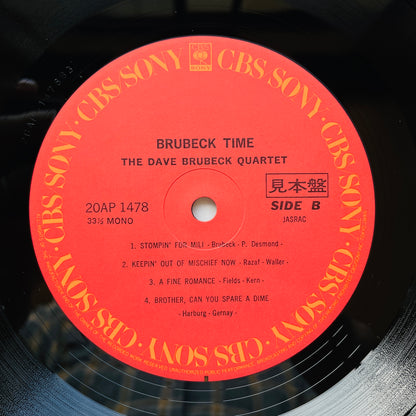 CBS
SONY
CBS SONY · CBS SONY · CBS SONY · CBS SONY · CBS SONY · CBS SONY
BRUBECK TIME
THE DAVE BRUBECK QUARTET
20AP 1478
33⅓ MONO
見本盤
SIDE B
JASRAC
1. STOMPIN' FOR MILI - Brubeck - P. Desmond -
2. KEEPIN' OUT OF MISCHIEF NOW - Razaf - Waller -
3. A FINE ROMANCE - Fields - Kern -
4. BROTHER, CAN YOU SPARE A DIME
- Harburg - Gernay -